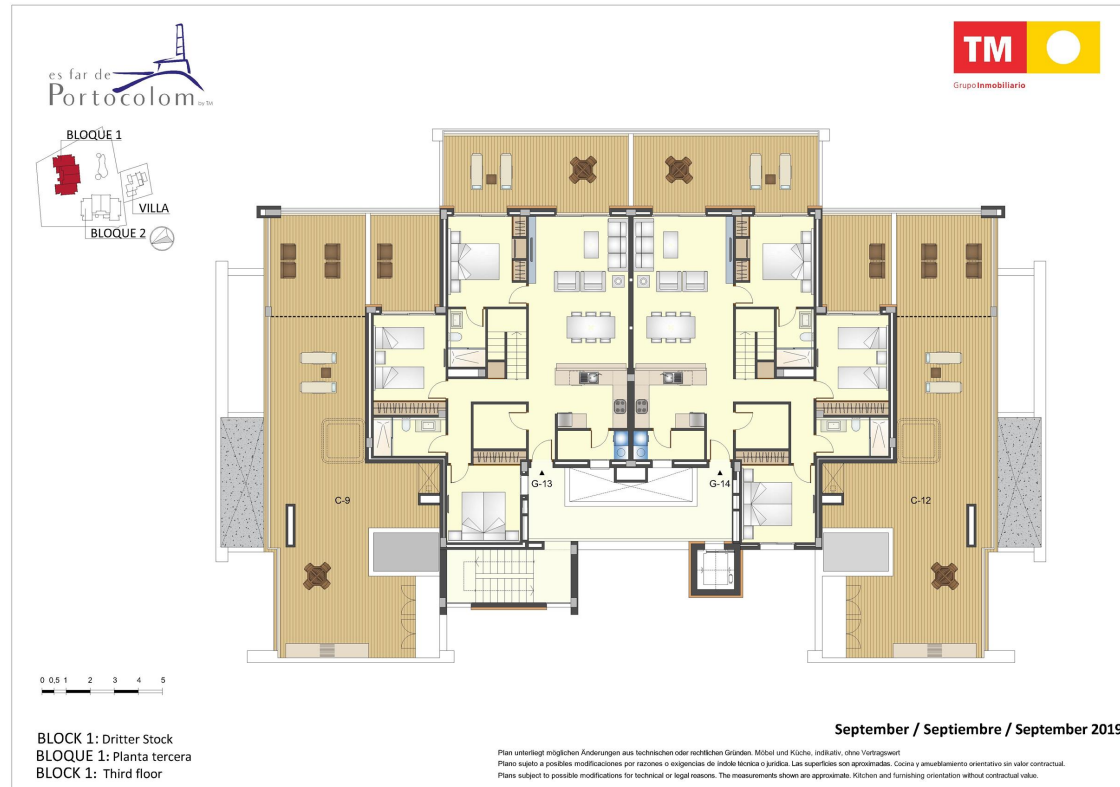 es far de
Portocolom
by TM
TM
Grupo Inmobiliario
BLOQUE 1
VILLA
BLOQUE 2
G-13
G-14
C-9
C-12
0 0,5 1 2 3 4 5
BLOCK 1: Dritter Stock
BLOQUE 1: Planta tercera
BLOCK 1: Third floor
September / Septiembre / September 2019
Plan unterliegt möglichen Änderungen aus technischen oder rechtlichen Gründen. Möbel und Küche, indikativ, ohne Vertragswert
Plano sujeto a posibles modificaciones por razones o exigencias de índole técnica o jurídica. Las superficies son aproximadas. Cocina y amueblamiento orientativo sin valor contractual.
Plans subject to possible modifications for technical or legal reasons. The measurements shown are approximate. Kitchen and furnishing orientation without contractual value.